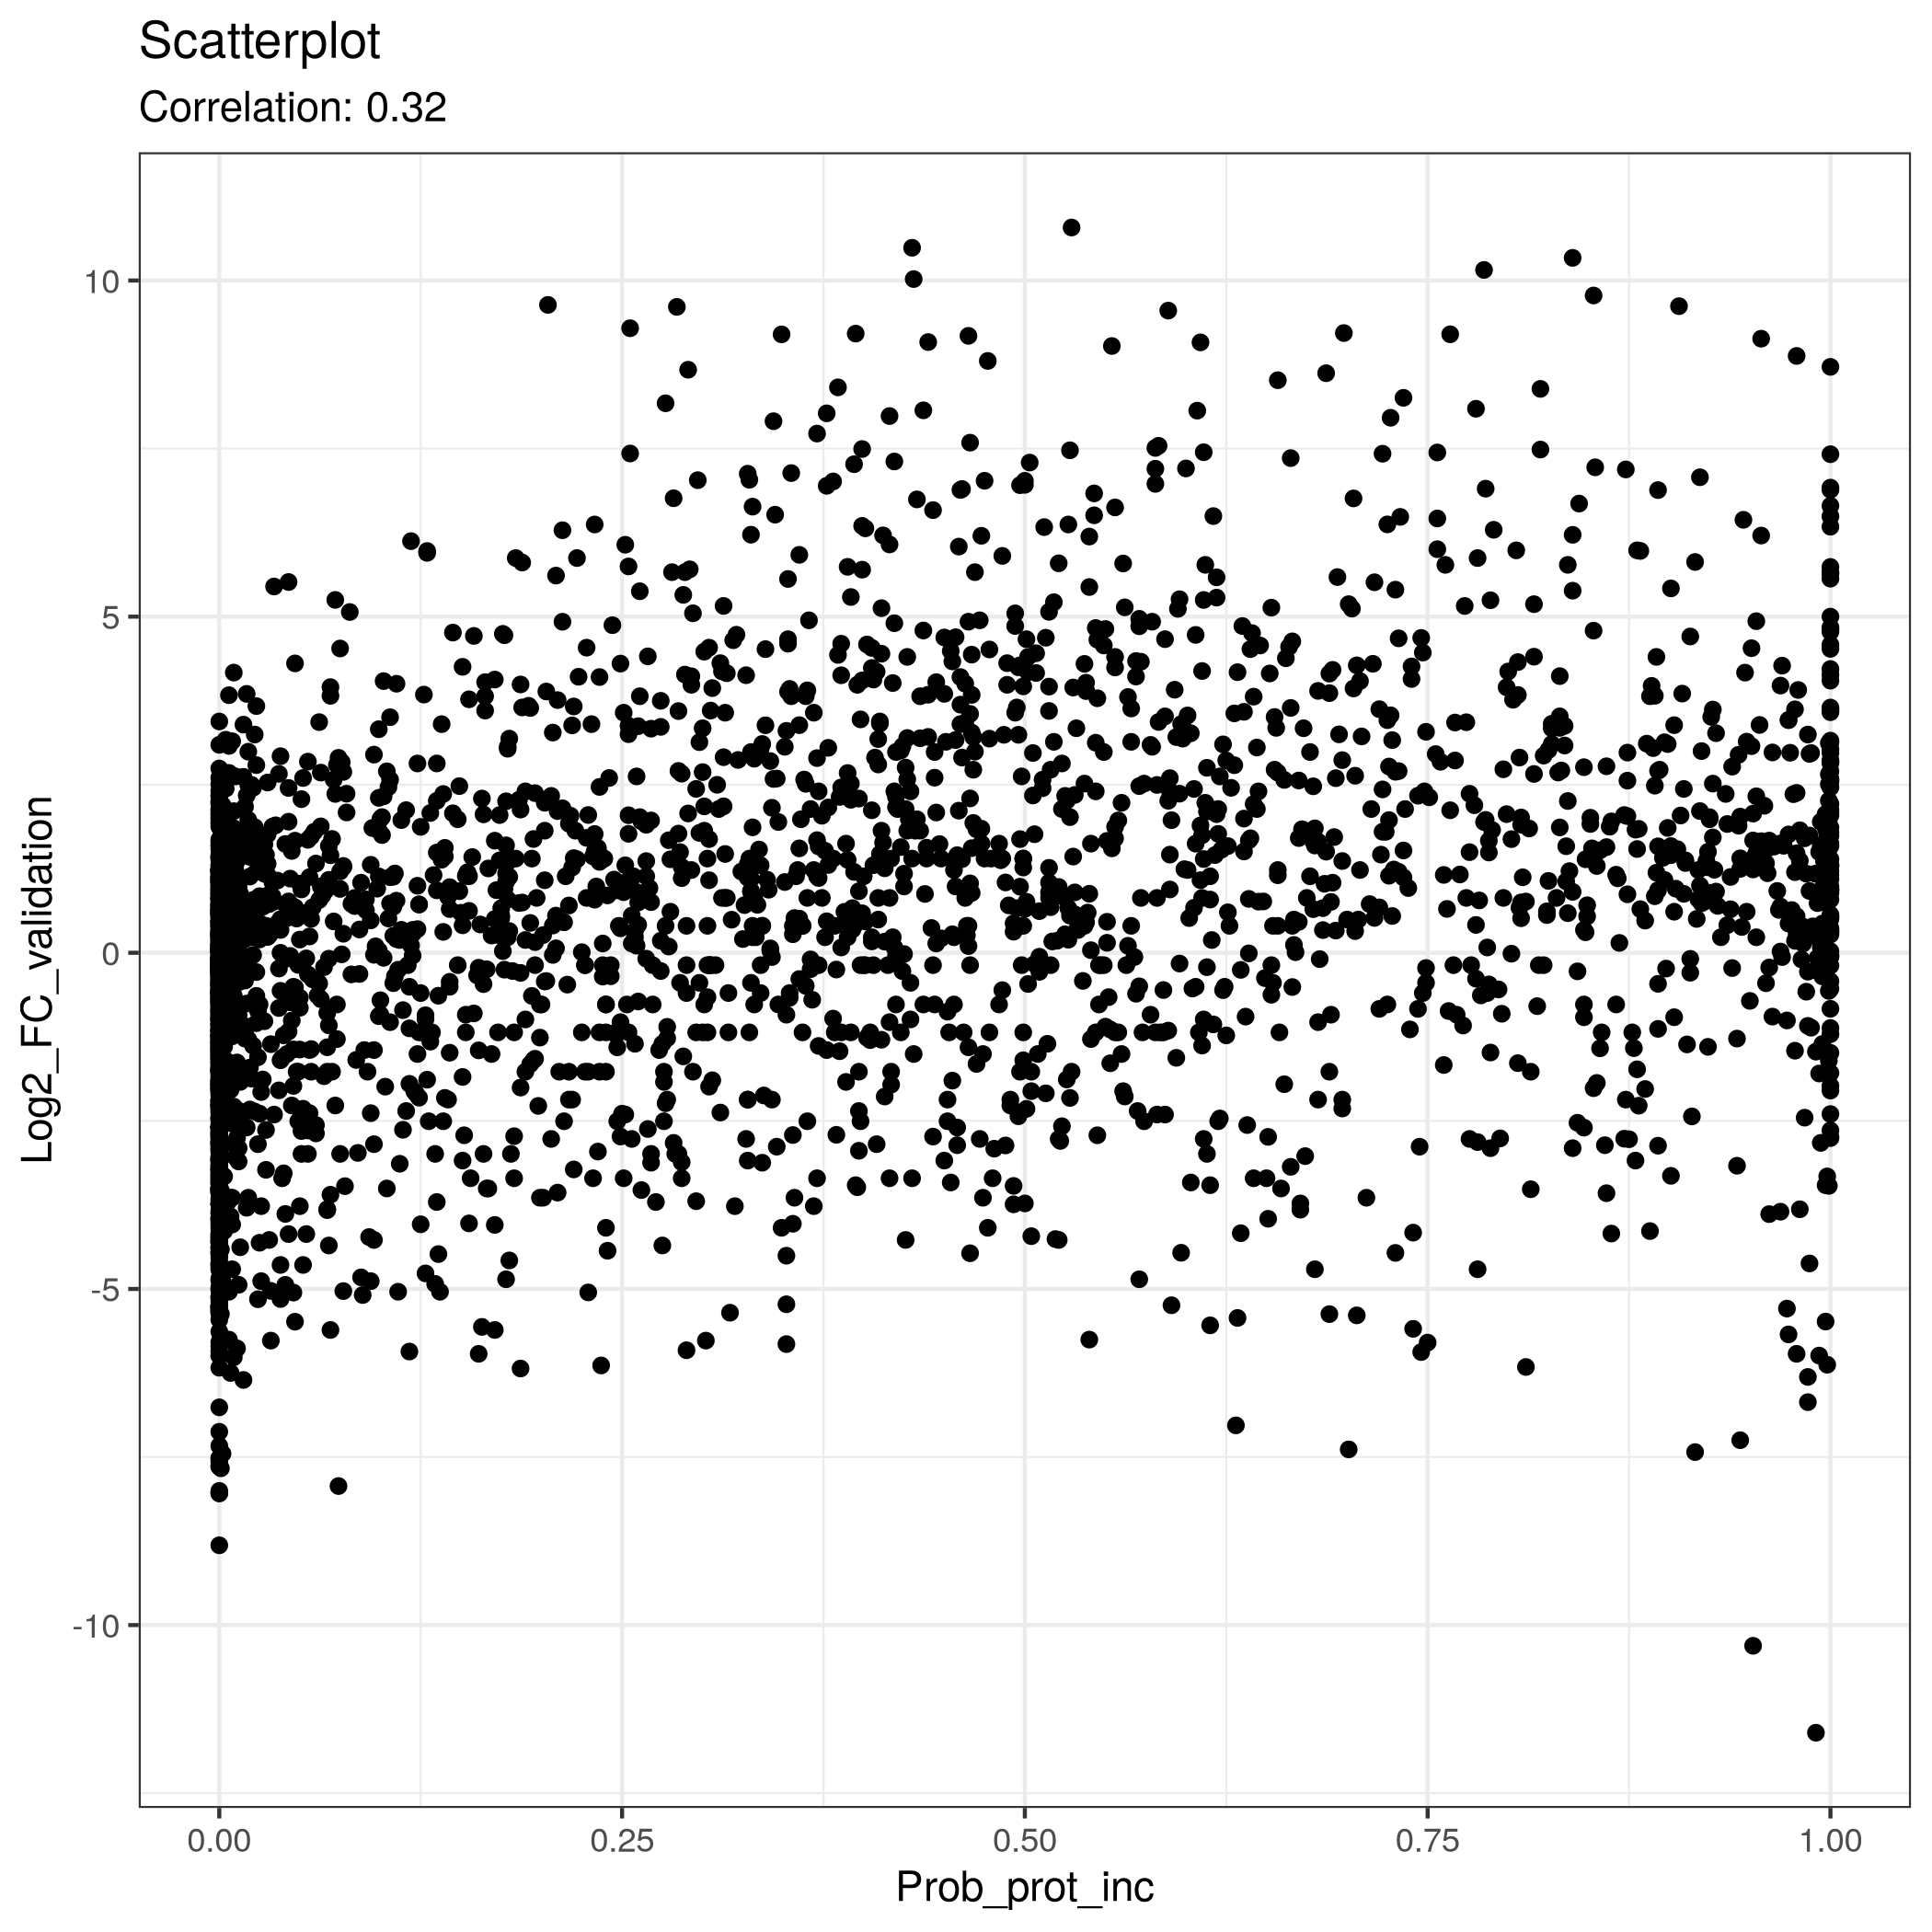 Scatterplot
Correlation: 0.32
10
5
0
-5
-10
Log2_FC_validation
0.00 0.25 0.50 0.75 1.00
Prob_prot_inc